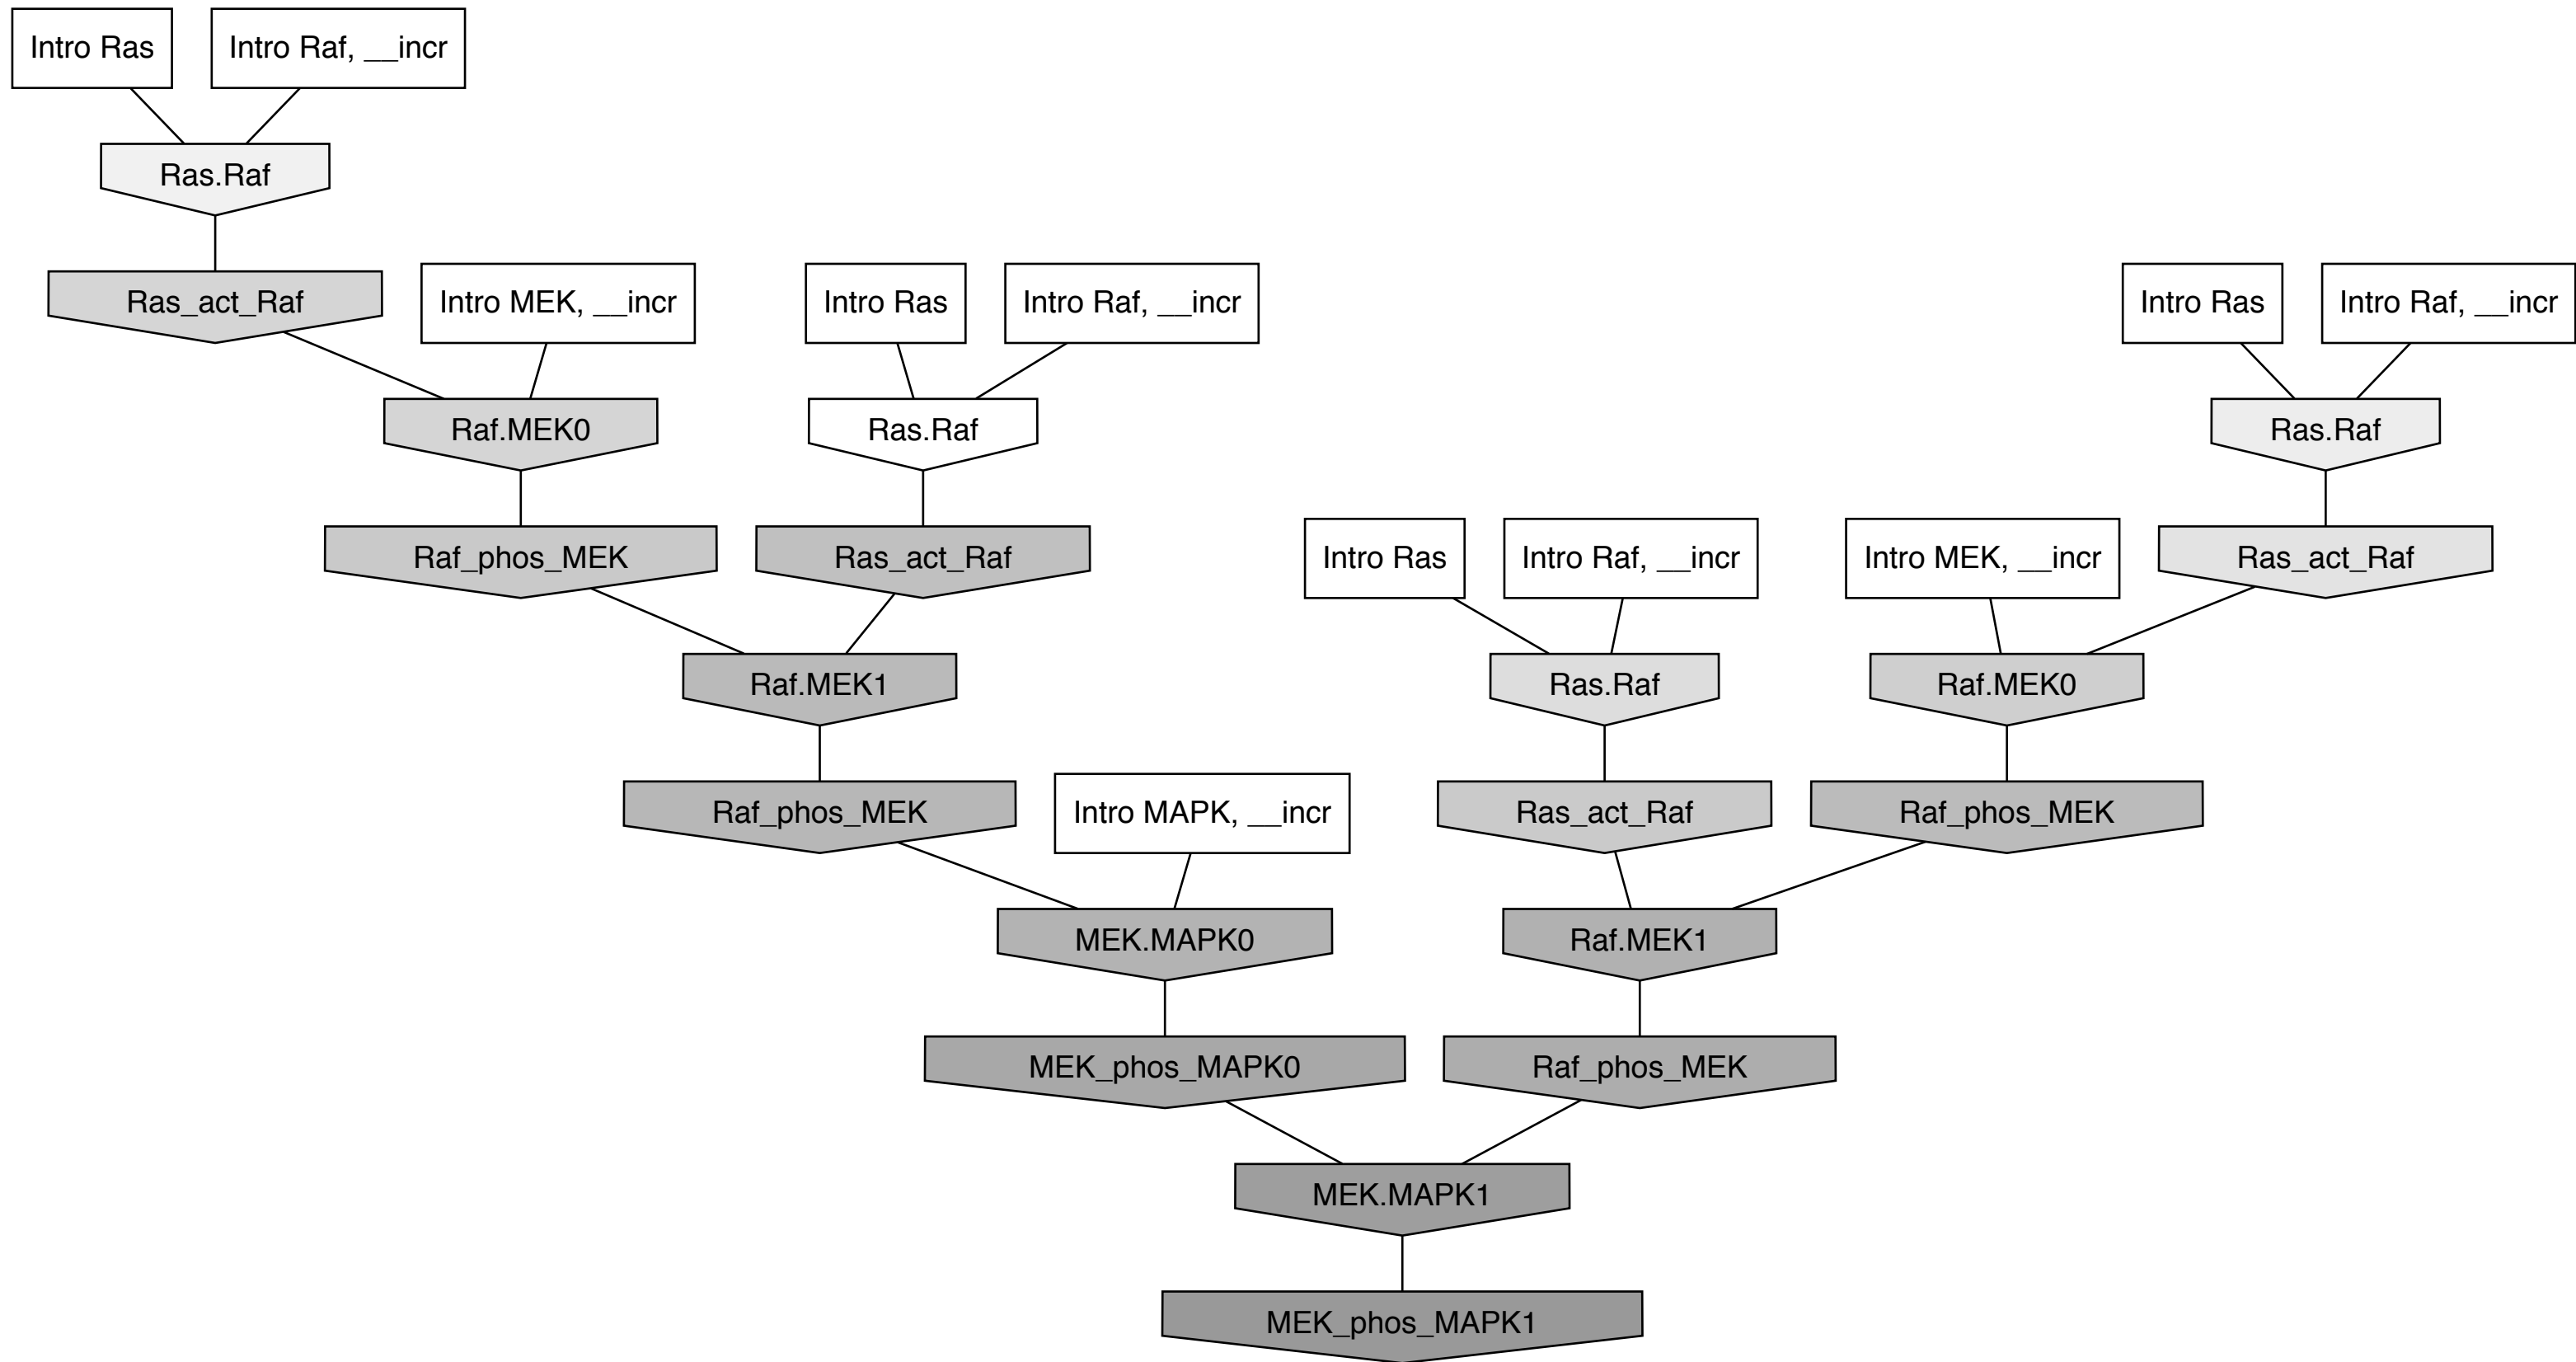 Intro Ras
Intro Raf, __incr
Ras.Raf
Ras_act_Raf
Intro MEK, __incr
Intro Ras
Intro Raf, __incr
Intro Ras
Intro Raf, __incr
Raf.MEK0
Ras.Raf
Ras.Raf
Raf_phos_MEK
Ras_act_Raf
Intro Ras
Intro Raf, __incr
Intro MEK, __incr
Ras_act_Raf
Raf.MEK1
Ras.Raf
Raf.MEK0
Raf_phos_MEK
Intro MAPK, __incr
Ras_act_Raf
Raf_phos_MEK
MEK.MAPK0
Raf.MEK1
MEK_phos_MAPK0
Raf_phos_MEK
MEK.MAPK1
MEK_phos_MAPK1